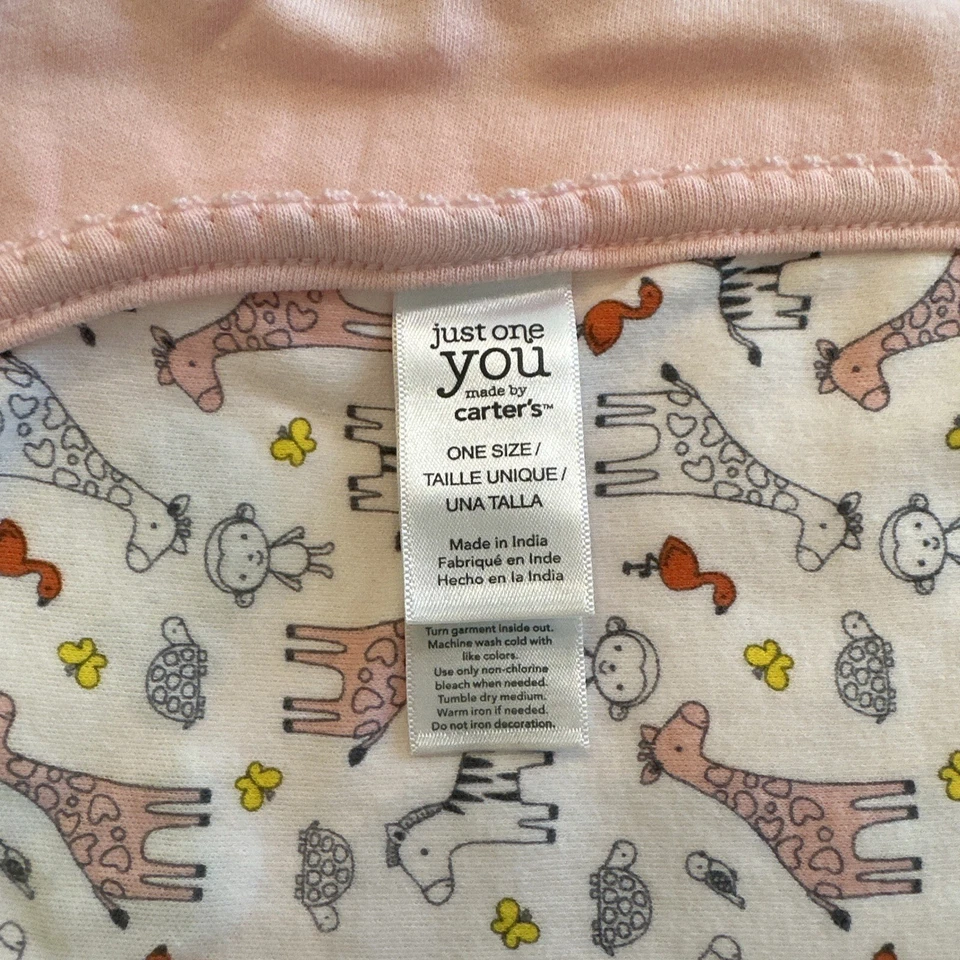 just one
you
made by
carter's™
ONE SIZE /
TAILLE UNIQUE /
UNA TALLA
Made in India
Fabriqué en Inde
Hecho en la India
Turn garment inside out.
Machine wash cold with
like colors.
Use only non-chlorine
bleach when needed.
Tumble dry medium.
Warm iron if needed.
Do not iron decoration.